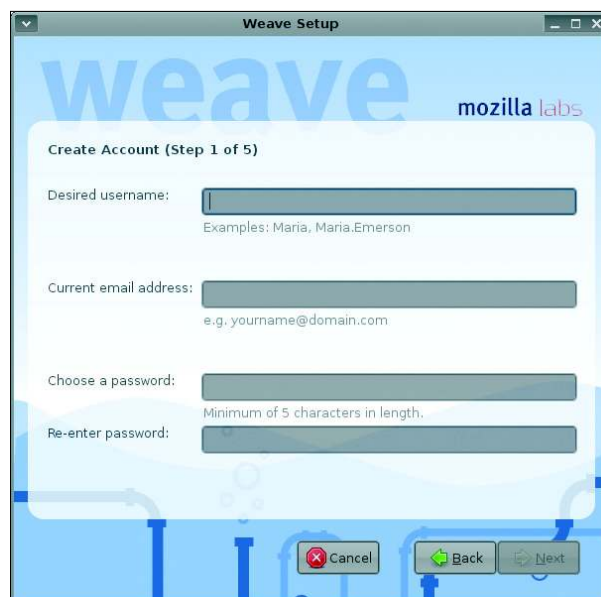 Weave Setup
weave
mozilla labs
Create Account (Step 1 of 5)
Desired username:
Examples: Maria, Maria.Emerson
Current email address:
e.g. yourname@domain.com
Choose a password:
Minimum of 5 characters in length.
Re-enter password:
Cancel
Back
Next